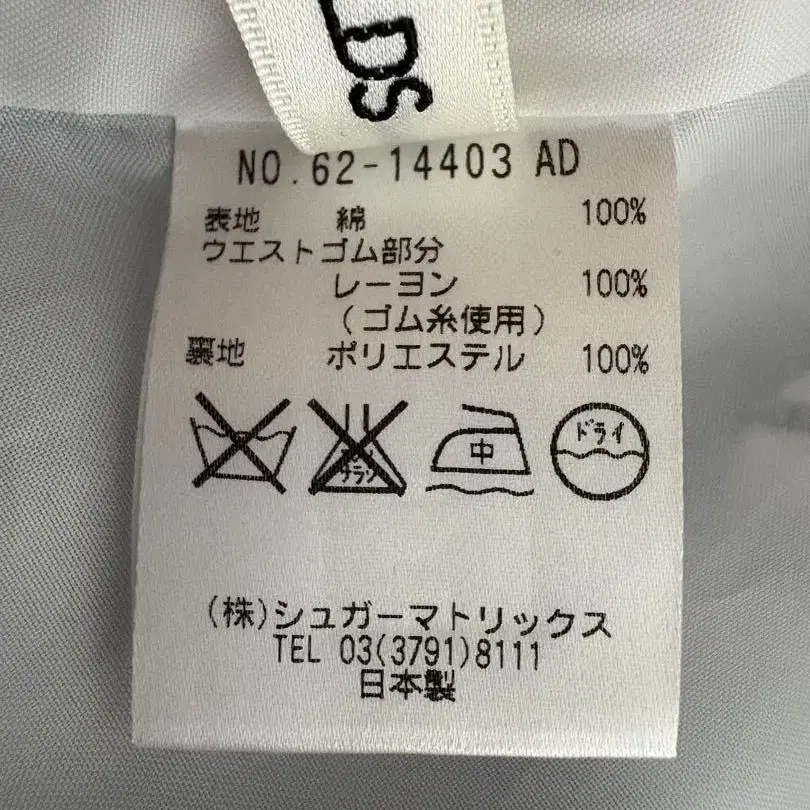 LDS
NO.62-14403 AD
表地 綿 100%
ウエストゴム部分
レーヨン 100%
(ゴム糸使用)
裏地 ポリエステル 100%
中 ドライ
(株)シュガーマトリックス
TEL 03(3791)8111
日本製